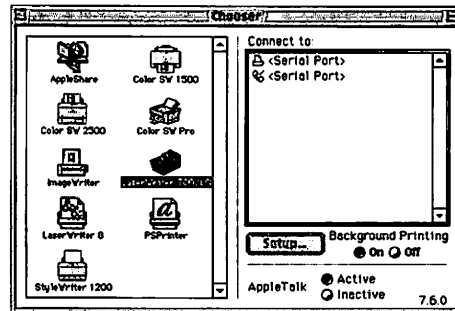 Chooser
AppleShare
Color SW 1500
Color SW 2500
Color SW Pro
ImageWriter
LaserWriter 8
PSPrinter
StyleWriter 1200
Connect to:
<Serial Port>
<Serial Port>
Setup...
Background Printing
On Off
AppleTalk
Active
Inactive
7.6.0